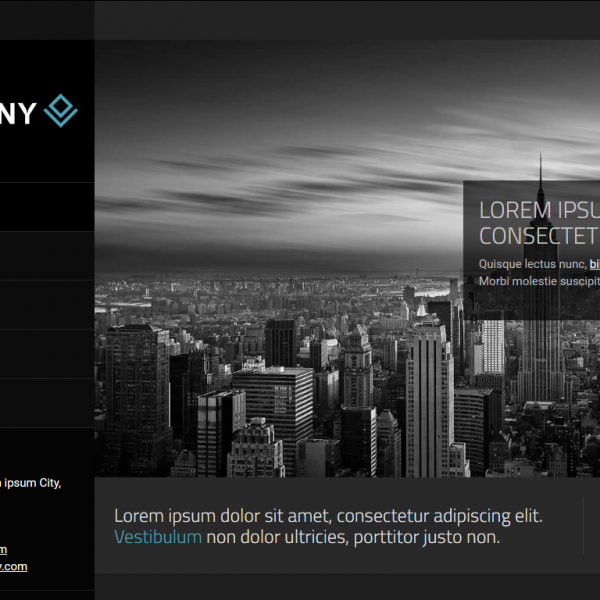 NY
LOREM IPSU
CONSECTET
Quisque lectus nunc, bi
Morbi molestie suscipit
ipsum City,
m
y.com
Lorem ipsum dolor sit amet, consectetur adipiscing elit.
Vestibulum non dolor ultricies, porttitor justo non.